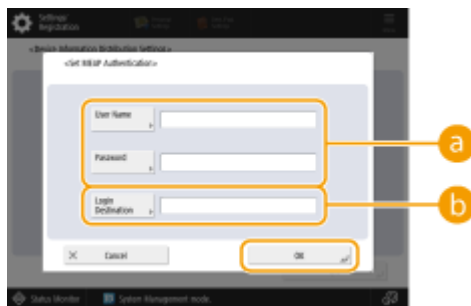 Settings/
Registration
<Device Information Distribution Settings>
<Set MEAP Authentication>
User Name
a
Password
Login
Destination
b
Cancel
OK
Status Monitor
System Management mode.